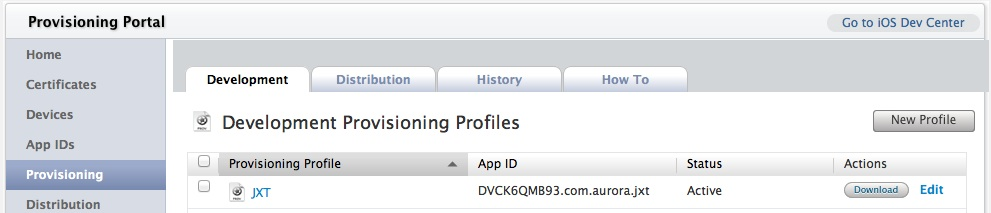 Provisioning Portal
Go to iOS Dev Center
Home
Certificates
Devices
App IDs
Provisioning
Distribution
Development Distribution History How To
Development Provisioning Profiles
New Profile
Provisioning Profile App ID Status Actions
JXT DVCK6QMB93.com.aurora.jxt Active Download Edit